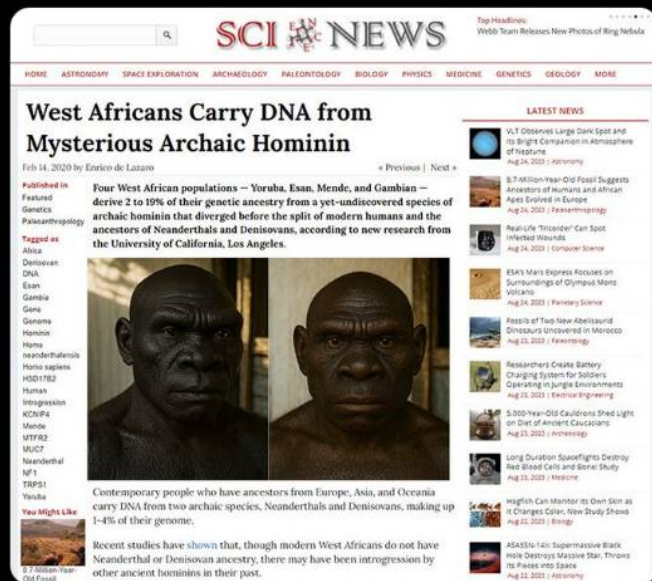 Top Headlines:
SCIENCE NEWS
Webb Team Releases New Photos of Ring Nebula
HOME ASTRONOMY SPACE EXPLORATION ARCHAEOLOGY PALEONTOLOGY BIOLOGY PHYSICS MEDICINE GENETICS GEOLOGY MORE
West Africans Carry DNA from
Mysterious Archaic Hominin
Feb 14, 2020 by Enrico de Lazaro
« Previous | Next »
Published in
Featured
Genetics
Paleoanthropology
Tagged as
Africa
Denisovan
DNA
Esan
Gambia
Gene
Genome
Hominin
Homo
neanderthalensis
Homo sapiens
HSD17B2
Human
Introgression
KCNIP4
Mende
MTFR2
MUC7
Neanderthal
NF1
TRPS1
Yoruba
You Might Like
8.7-Million-Year-
Old Fossil
Four West African populations — Yoruba, Esan, Mende, and Gambian —
derive 2 to 19% of their genetic ancestry from a yet-undiscovered species of
archaic hominin that diverged before the split of modern humans and the
ancestors of Neanderthals and Denisovans, according to new research from
the University of California, Los Angeles.
Contemporary people who have ancestors from Europe, Asia, and Oceania
carry DNA from two archaic species, Neanderthals and Denisovans, making up
1-4% of their genome.
Recent studies have shown that, though modern West Africans do not have
Neanderthal or Denisovan ancestry, there may have been introgression by
other ancient hominins in their past.
LATEST NEWS
VLT Observes Large Dark Spot and
its Bright Companion in Atmosphere
of Neptune
Aug 24, 2023 | Astronomy
8.7-Million-Year-Old Fossil Suggests
Ancestors of Humans and African
Apes Evolved in Europe
Aug 24, 2023 | Paleoanthropology
Real-Life 'Tricorder' Can Spot
Infected Wounds
Aug 24, 2023 | Computer Science
ESA's Mars Express Focuses on
Surroundings of Olympus Mons
Volcano
Aug 24, 2023 | Planetary Science
Fossils of Two New Abelisaurid
Dinosaurs Uncovered in Morocco
Aug 23, 2023 | Paleontology
Researchers Create Battery
Charging System for Soldiers
Operating in Jungle Environments
Aug 23, 2023 | Electrical Engineering
5,000-Year-Old Cauldrons Shed Light
on Diet of Ancient Caucasians
Aug 23, 2023 | Archeology
Long Duration Spaceflights Destroy
Red Blood Cells and Bone: Study
Aug 23, 2023 | Medicine
Hogfish Can Monitor its Own Skin as
it Changes Color, New Study Shows
Aug 22, 2023 | Biology
ASASSN-14li: Supermassive Black
Hole Destroys Massive Star, Throws
its Pieces into Space
Aug 22, 2023 | Astronomy